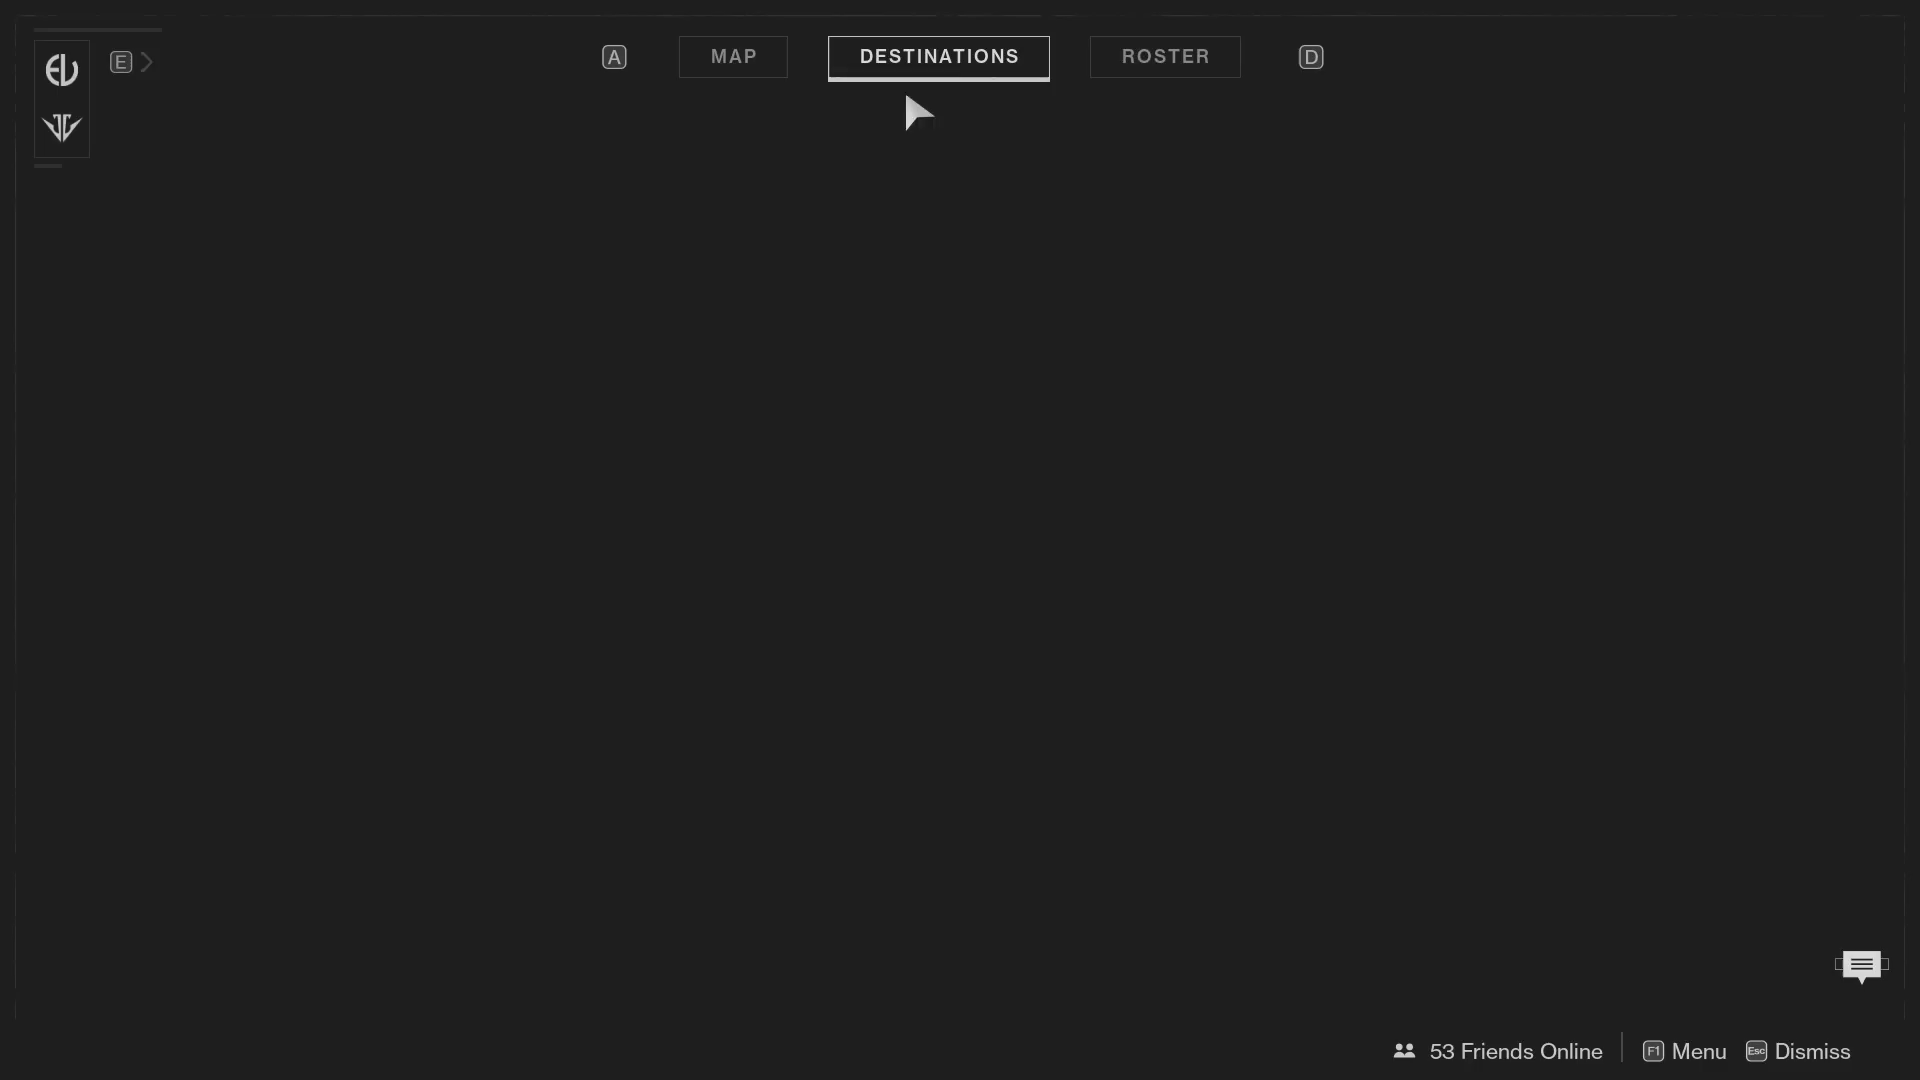 E
A
MAP
DESTINATIONS
ROSTER
D
53 Friends Online
F1 Menu
Esc Dismiss